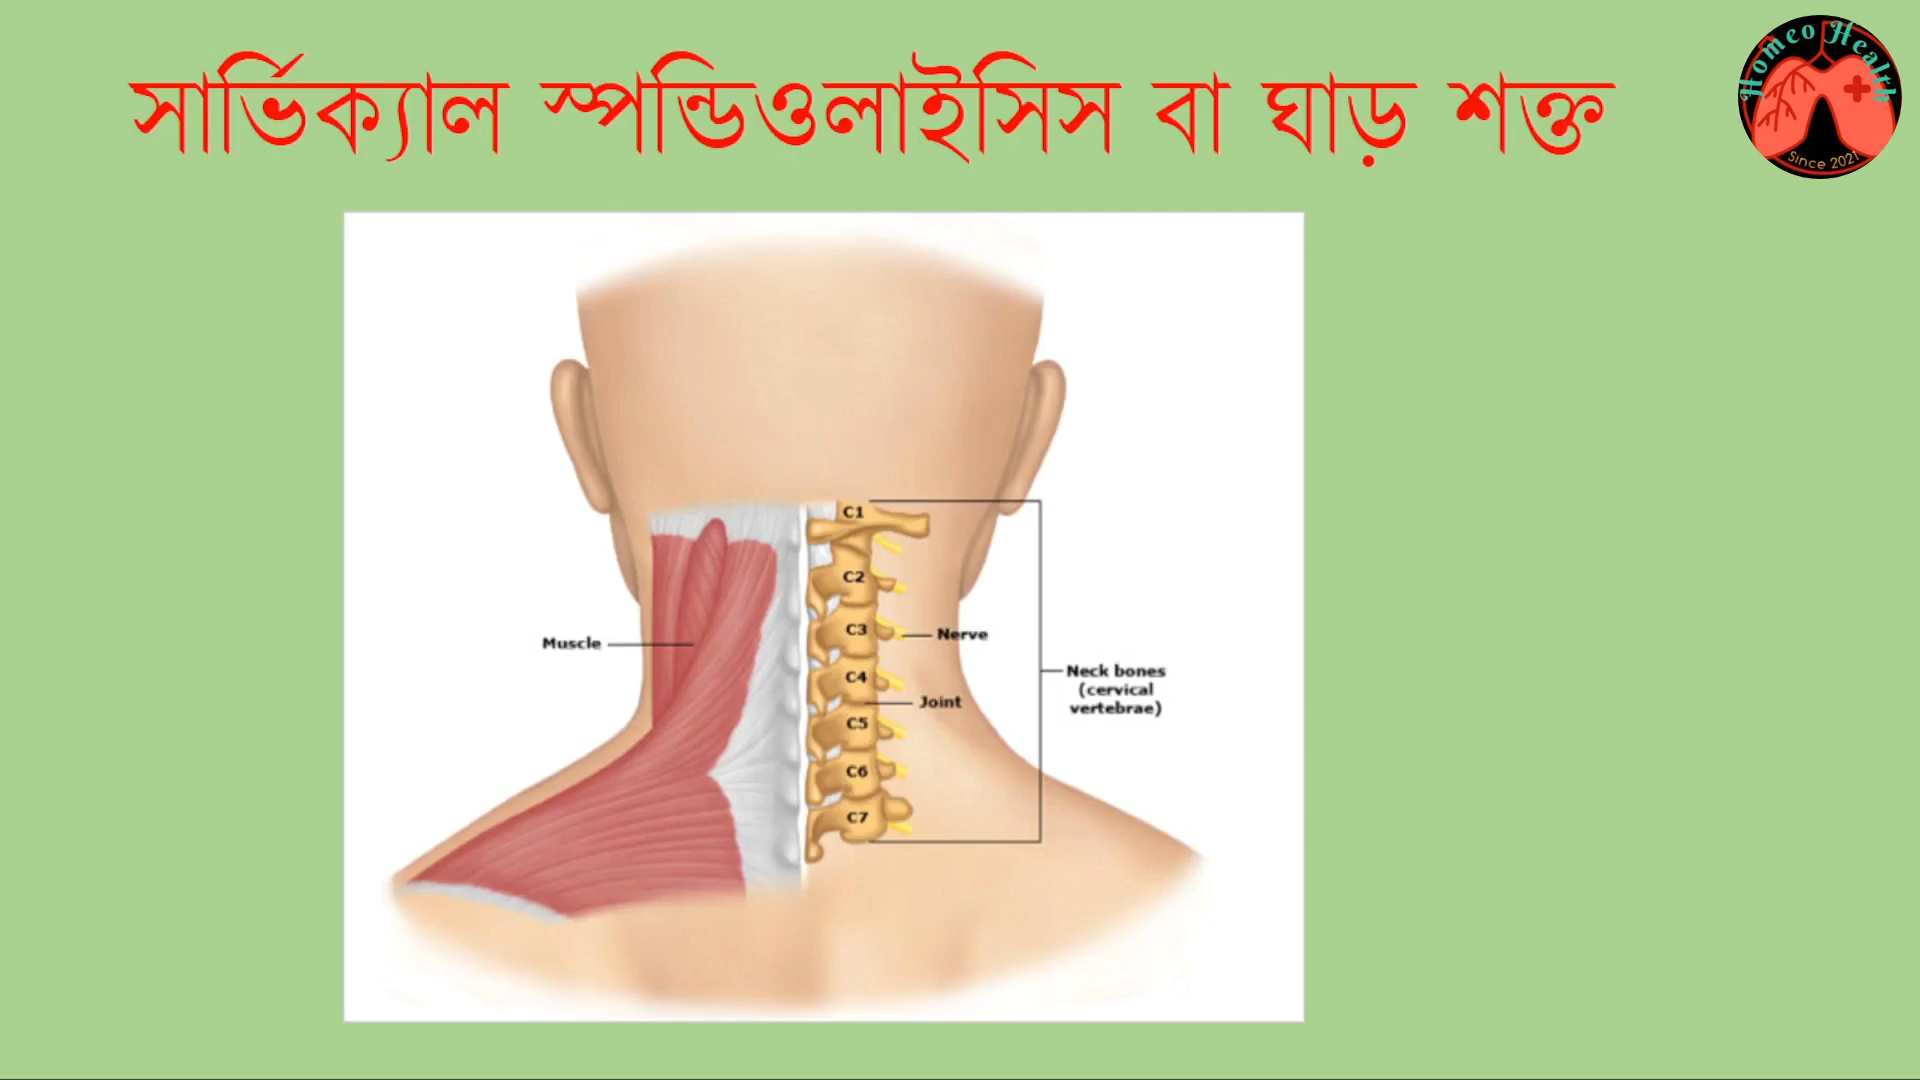 সার্ভিক্যাল স্পন্ডিওলাইসিস বা ঘাড় শক্ত
Homeo Health
Since 2021
C1
C2
C3
Nerve
Muscle
Neck bones
(cervical
vertebrae)
C4
Joint
C5
C6
C7